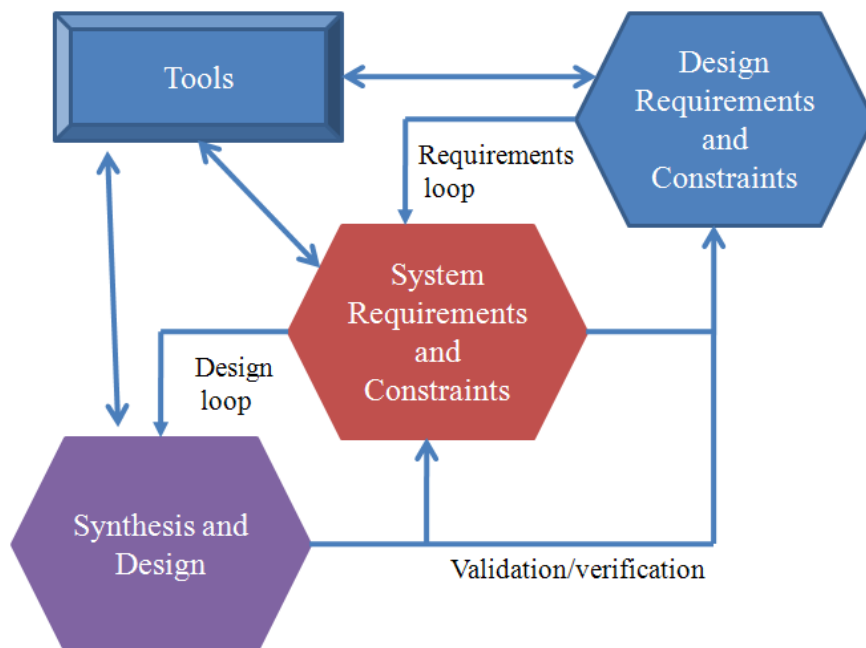 Tools
Design
Requirements
and
Constraints
Requirements
loop
System
Requirements
and
Constraints
Design
loop
Synthesis and
Design
Validation/verification